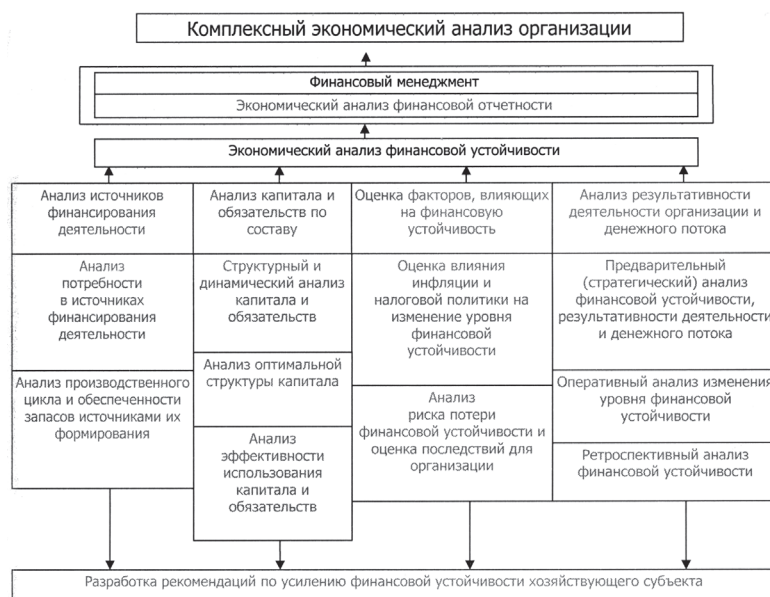 Комплексный экономический анализ организации
Финансовый менеджмент
Экономический анализ финансовой отчетности
Экономический анализ финансовой устойчивости
Анализ источников
финансирования
деятельности
Анализ
потребности
в источниках
финансирования
деятельности
Анализ производственного
цикла и обеспеченности
запасов источниками их
формирования
Анализ капитала и
обязательств по
составу
Структурный и
динамический анализ
капитала и
обязательств
Анализ оптимальной
структуры капитала
Анализ
эффективности
использования
капитала и
обязательств
Оценка факторов, влияющих
на финансовую
устойчивость
Оценка влияния
инфляции и
налоговой политики на
изменение уровня
финансовой
устойчивости
Анализ
риска потери
финансовой устойчивости и
оценка последствий для
организации
Анализ результативности
деятельности организации и
денежного потока
Предварительный
(стратегический) анализ
финансовой устойчивости,
результативности деятельности
и денежного потока
Оперативный анализ изменения
уровня финансовой
устойчивости
Ретроспективный анализ
финансовой устойчивости
Разработка рекомендаций по усилению финансовой устойчивости хозяйствующего субъекта